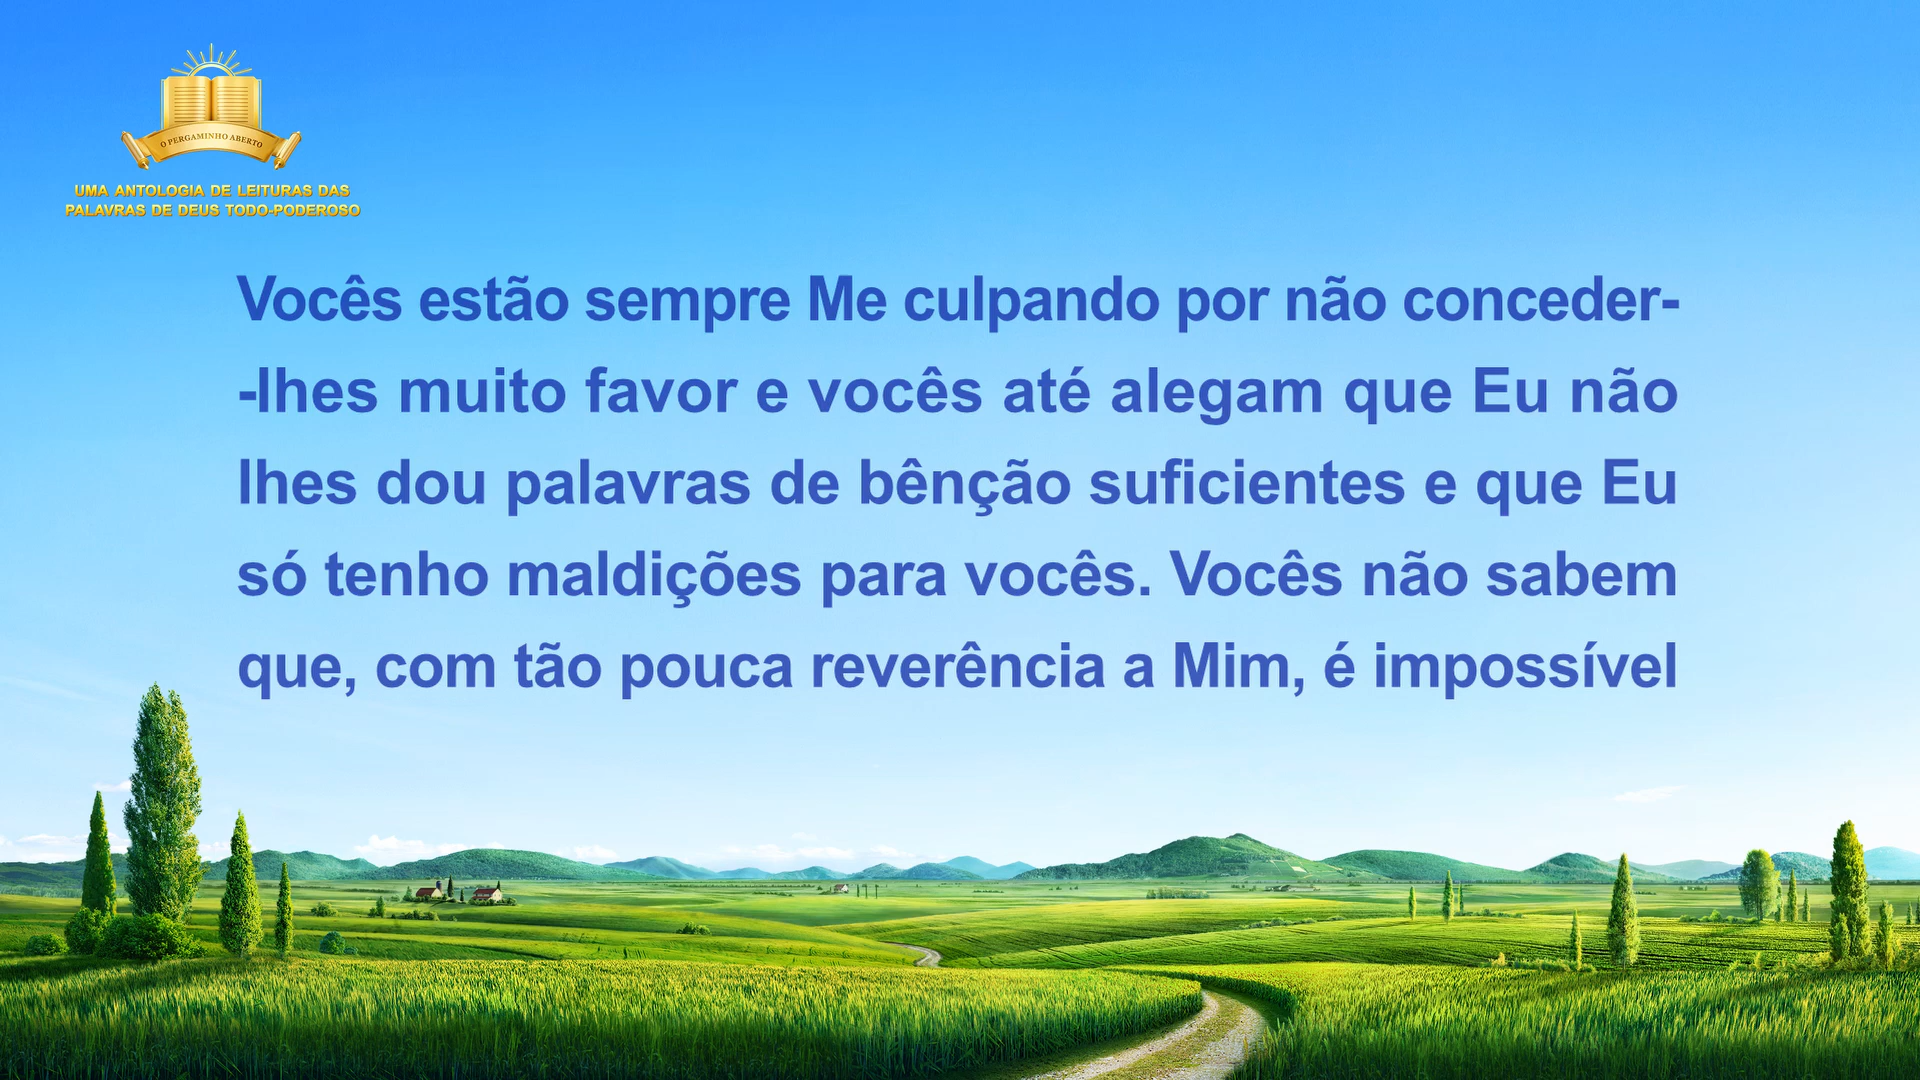 O PERGAMINHO ABERTO
UMA ANTOLOGIA DE LEITURAS DAS
PALAVRAS DE DEUS TODO-PODEROSO
Vocês estão sempre Me culpando por não conceder-
-lhes muito favor e vocês até alegam que Eu não
lhes dou palavras de bênção suficientes e que Eu
só tenho maldições para vocês. Vocês não sabem
que, com tão pouca reverência a Mim, é impossível